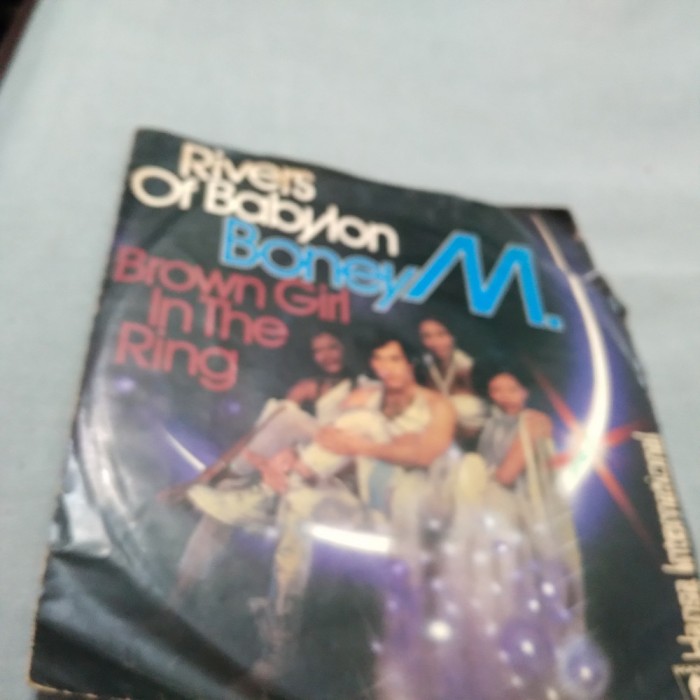 Rivers
Of Babylon
Boney M.
Brown Girl
In The
Ring
Hansa International